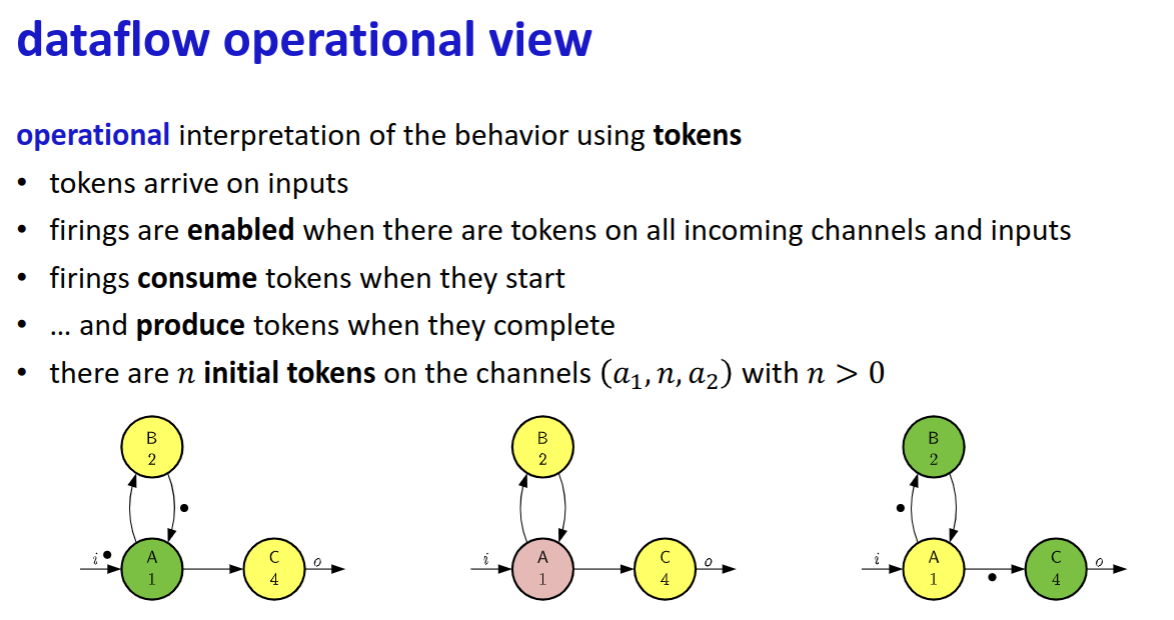 dataflow operational view
operational interpretation of the behavior using tokens
• tokens arrive on inputs
• firings are enabled when there are tokens on all incoming channels and inputs
• firings consume tokens when they start
• … and produce tokens when they complete
• there are n initial tokens on the channels (a₁, n, a₂) with n > 0
B
2
i
A
1
C
4
o
B
2
i
A
1
C
4
o
B
2
i
A
1
C
4
o